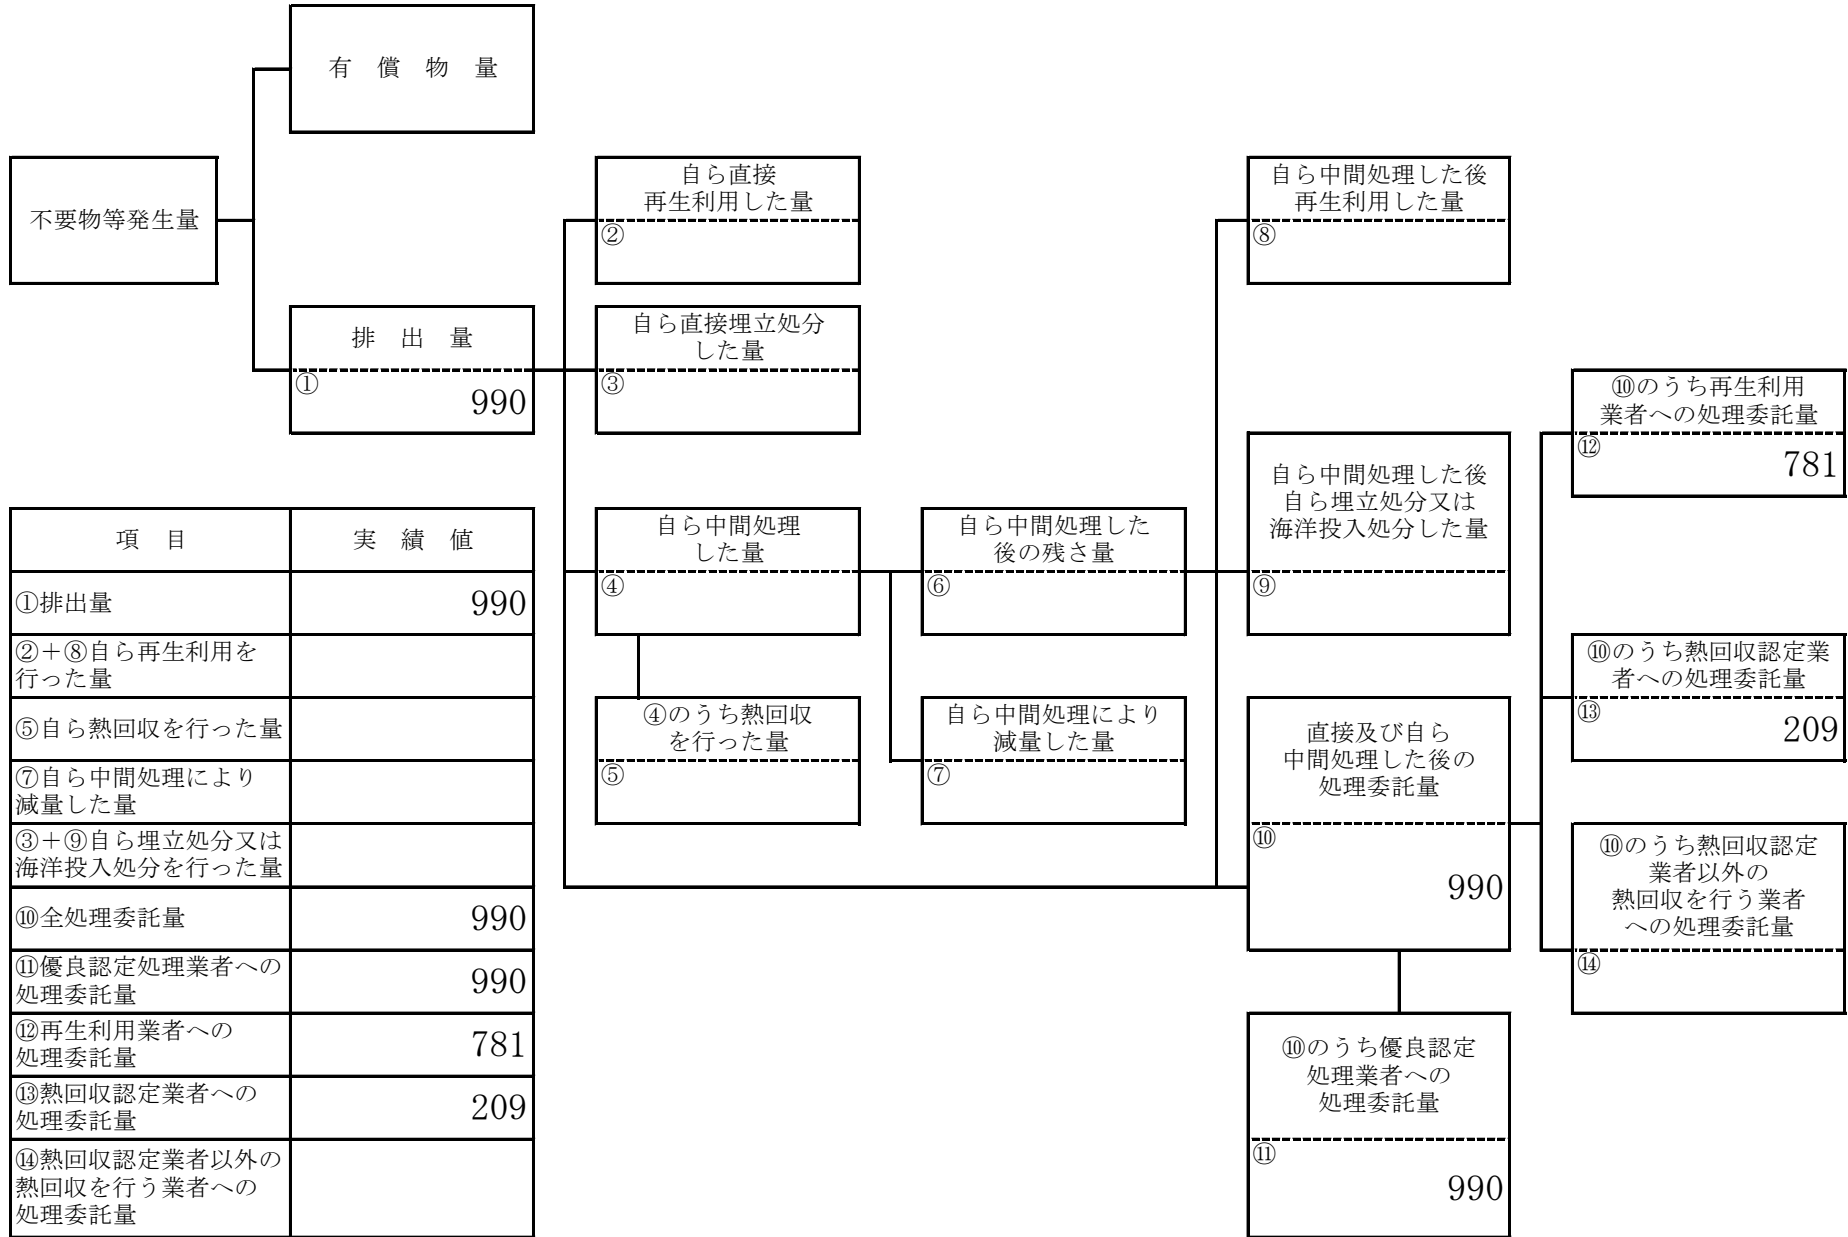 有 償 物 量
不要物等発生量
排 出 量
①
990
自ら直接
再生利用した量
②
自ら直接埋立処分
した量
③
自ら中間処理
した量
④
④のうち熱回収
を行った量
⑤
自ら中間処理した
後の残さ量
⑥
自ら中間処理により
減量した量
⑦
自ら中間処理した後
再生利用した量
⑧
自ら中間処理した後
自ら埋立処分又は
海洋投入処分した量
⑨
直接及び自ら
中間処理した後の
処理委託量
⑩
990
⑩のうち優良認定
処理業者への
処理委託量
⑪
990
⑩のうち再生利用
業者への処理委託量
⑫
781
⑩のうち熱回収認定業
者への処理委託量
⑬
209
⑩のうち熱回収認定
業者以外の
熱回収を行う業者
への処理委託量
⑭
項 目 実 績 値
①排出量 990
②＋⑧自ら再生利用を
行った量
⑤自ら熱回収を行った量
⑦自ら中間処理により
減量した量
③＋⑨自ら埋立処分又は
海洋投入処分を行った量
⑩全処理委託量 990
⑪優良認定処理業者への
処理委託量
990
⑫再生利用業者への
処理委託量
781
⑬熱回収認定業者への
処理委託量
209
⑭熱回収認定業者以外の
熱回収を行う業者への
処理委託量